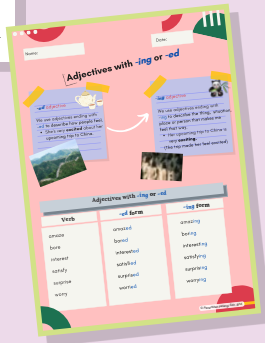 Name:
Date:
Adjectives with -ing or -ed
-ed adjective
We use adjectives ending with
-ed to describe how people feel.
She's very excited about her
upcoming trip to China.
-ing adjective
We use adjectives ending with
-ing to describe the thing, situation,
place or person that makes me
feel that way.
Her upcoming trip to China is
very exciting.
(the trip made her feel excited)
Adjectives with -ing or -ed
Verb -ed form -ing form
amaze amazed amazing
bore bored boring
interest interested interesting
satisfy satisfied satisfying
surprise surprised surprising
worry worried worrying